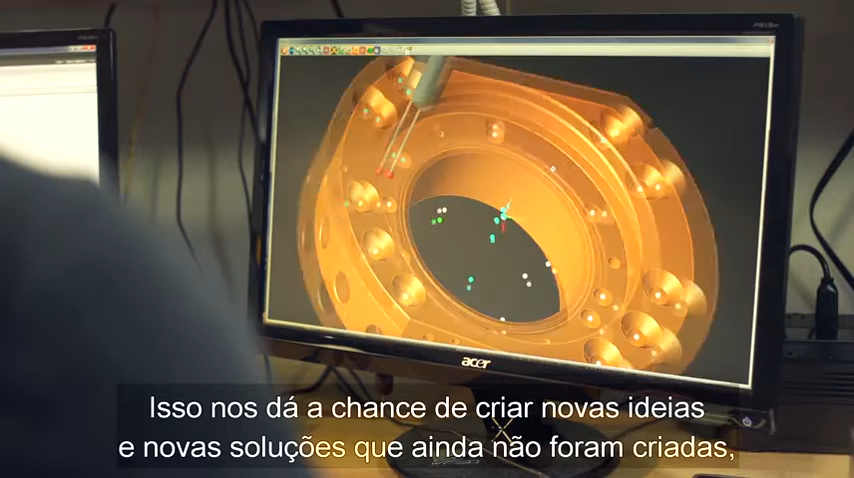 acer
Isso nos dá a chance de criar novas ideias
e novas soluções que ainda não foram criadas,